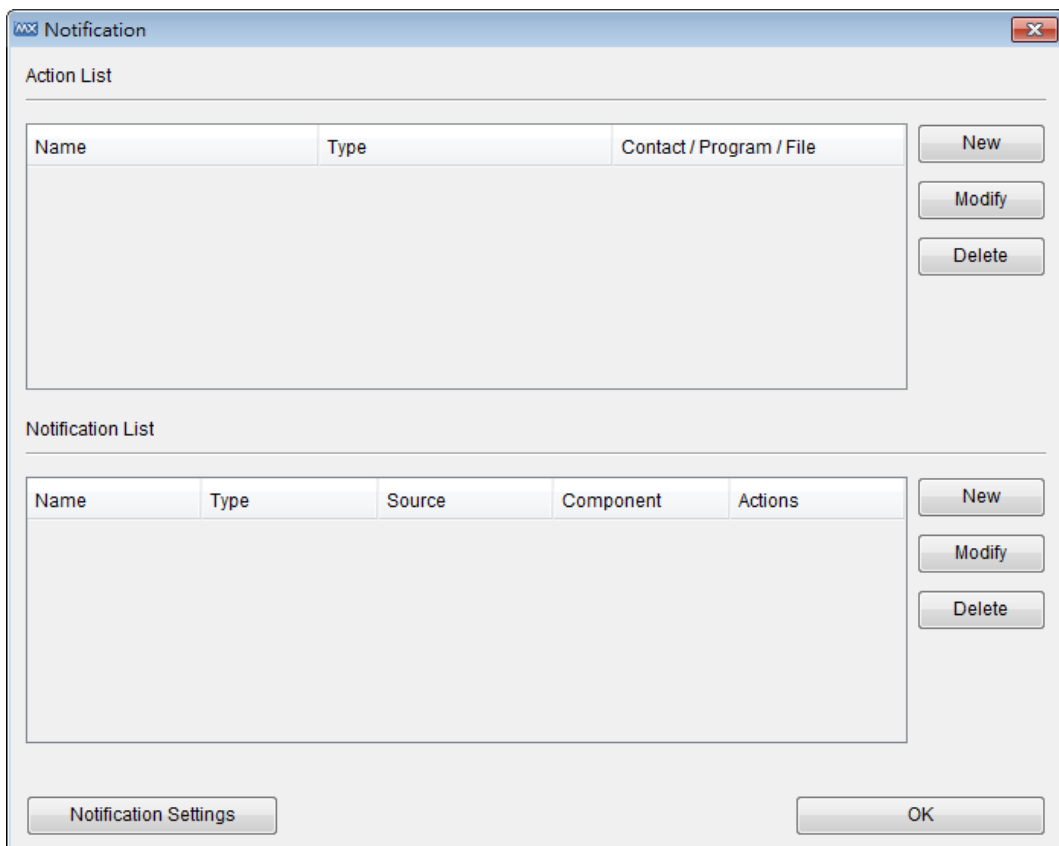 MX Notification
Action List
Name Type Contact / Program / File
New
Modify
Delete
Notification List
Name Type Source Component Actions
New
Modify
Delete
Notification Settings OK